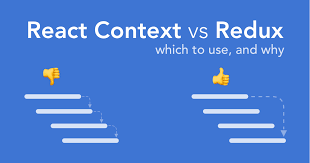 React Context vs Redux
which to use, and why